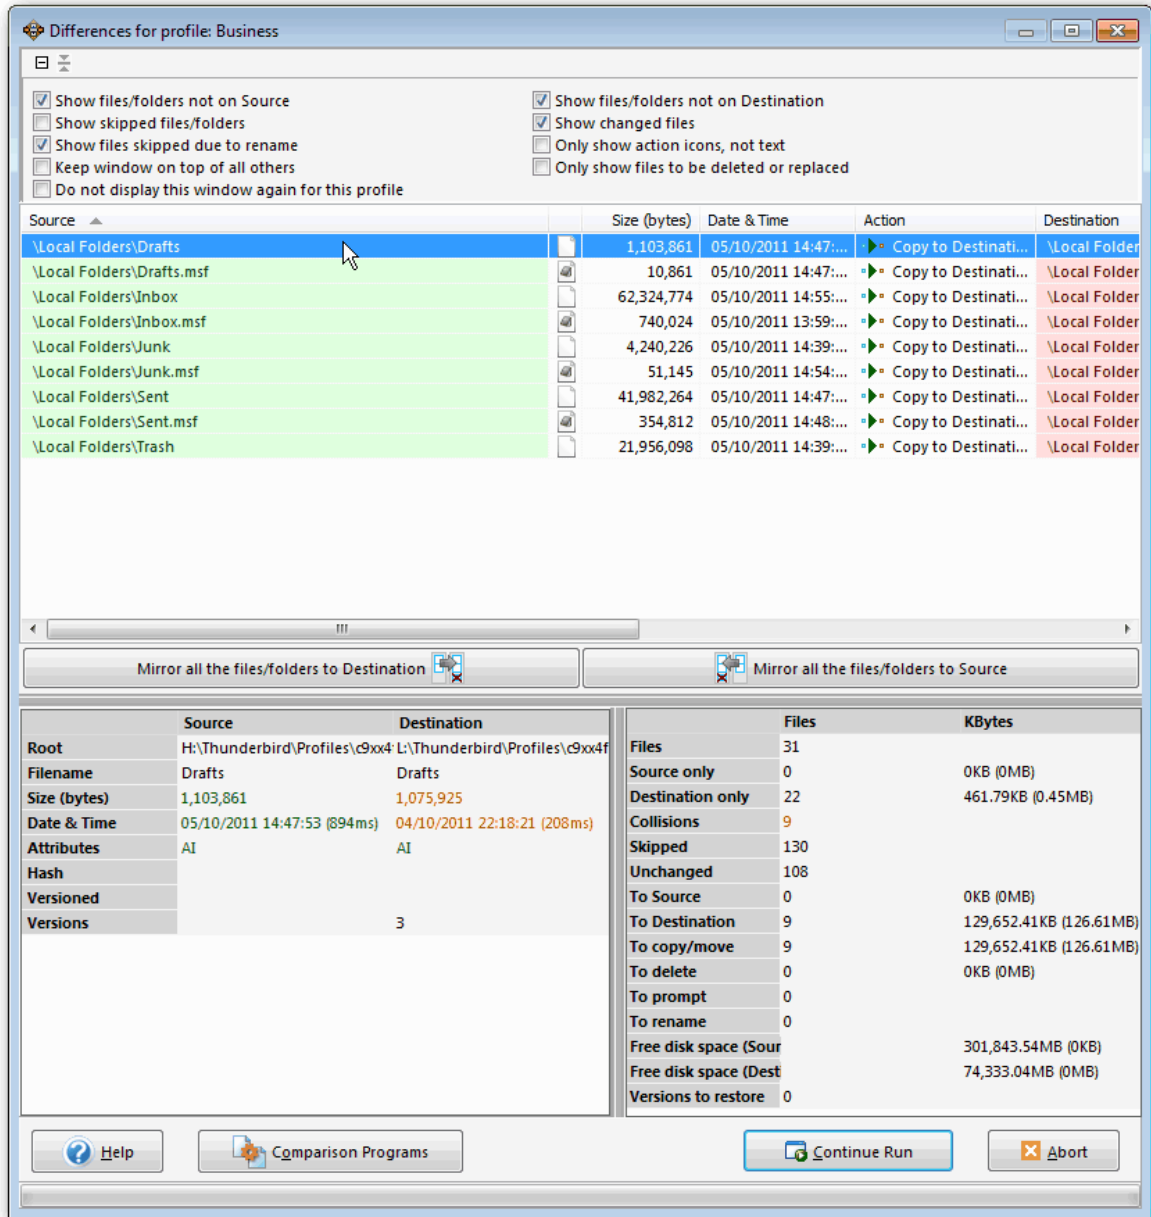 Differences for profile: Business
Show files/folders not on Source Show files/folders not on Destination
Show skipped files/folders Show changed files
Show files skipped due to rename Only show action icons, not text
Keep window on top of all others Only show files to be deleted or replaced
Do not display this window again for this profile
Source Size (bytes) Date & Time Action Destination
\Local Folders\Drafts 1,103,861 05/10/2011 14:47:... Copy to Destinati... \Local Folder
\Local Folders\Drafts.msf 10,861 05/10/2011 14:47:... Copy to Destinati... \Local Folder
\Local Folders\Inbox 62,324,774 05/10/2011 14:55:... Copy to Destinati... \Local Folder
\Local Folders\Inbox.msf 740,024 05/10/2011 13:59:... Copy to Destinati... \Local Folder
\Local Folders\Junk 4,240,226 05/10/2011 14:39:... Copy to Destinati... \Local Folder
\Local Folders\Junk.msf 51,145 05/10/2011 14:54:... Copy to Destinati... \Local Folder
\Local Folders\Sent 41,982,264 05/10/2011 14:47:... Copy to Destinati... \Local Folder
\Local Folders\Sent.msf 354,812 05/10/2011 14:48:... Copy to Destinati... \Local Folder
\Local Folders\Trash 21,956,098 05/10/2011 14:39:... Copy to Destinati... \Local Folder
Mirror all the files/folders to Destination Mirror all the files/folders to Source
Source Destination
Root H:\Thunderbird\Profiles\c9xx4 L:\Thunderbird\Profiles\c9xx4f
Filename Drafts Drafts
Size (bytes) 1,103,861 1,075,925
Date & Time 05/10/2011 14:47:53 (894ms) 04/10/2011 22:18:21 (208ms)
Attributes AI AI
Hash
Versioned
Versions 3
Files KBytes
Files 31
Source only 0 0KB (0MB)
Destination only 22 461.79KB (0.45MB)
Collisions 9
Skipped 130
Unchanged 108
To Source 0 0KB (0MB)
To Destination 9 129,652.41KB (126.61MB)
To copy/move 9 129,652.41KB (126.61MB)
To delete 0 0KB (0MB)
To prompt 0
To rename 0
Free disk space (Sour 301,843.54MB (0KB)
Free disk space (Dest 74,333.04MB (0MB)
Versions to restore 0
Help Comparison Programs Continue Run Abort